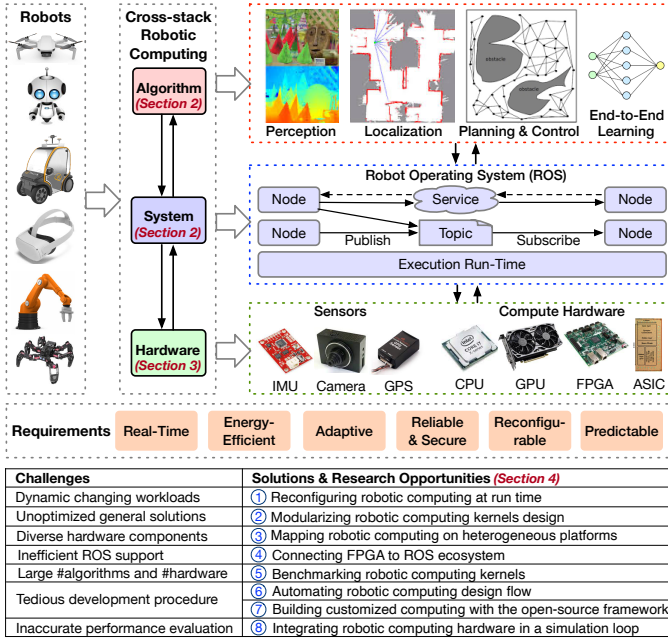 Robots
Cross-stack
Robotic
Computing
Algorithm
(Section 2)
System
(Section 2)
Hardware
(Section 3)
obstacle
obstacle
Perception
Localization
Planning & Control
End-to-End
Learning
Robot Operating System (ROS)
Node
Service
Node
Node
Publish
Topic
Subscribe
Node
Execution Run-Time
Sensors
Compute Hardware
IMU
Camera
GPS
CPU
GPU
FPGA
ASIC
Requirements
Real-Time
Energy-
Efficient
Adaptive
Reliable
& Secure
Reconfigu-
rable
Predictable
Challenges
Solutions & Research Opportunities (Section 4)
Dynamic changing workloads
1 Reconfiguring robotic computing at run time
Unoptimized general solutions
2 Modularizing robotic computing kernels design
Diverse hardware components
3 Mapping robotic computing on heterogeneous platforms
Inefficient ROS support
4 Connecting FPGA to ROS ecosystem
Large #algorithms and #hardware
5 Benchmarking robotic computing kernels
Tedious development procedure
6 Automating robotic computing design flow
7 Building customized computing with the open-source framework
Inaccurate performance evaluation
8 Integrating robotic computing hardware in a simulation loop